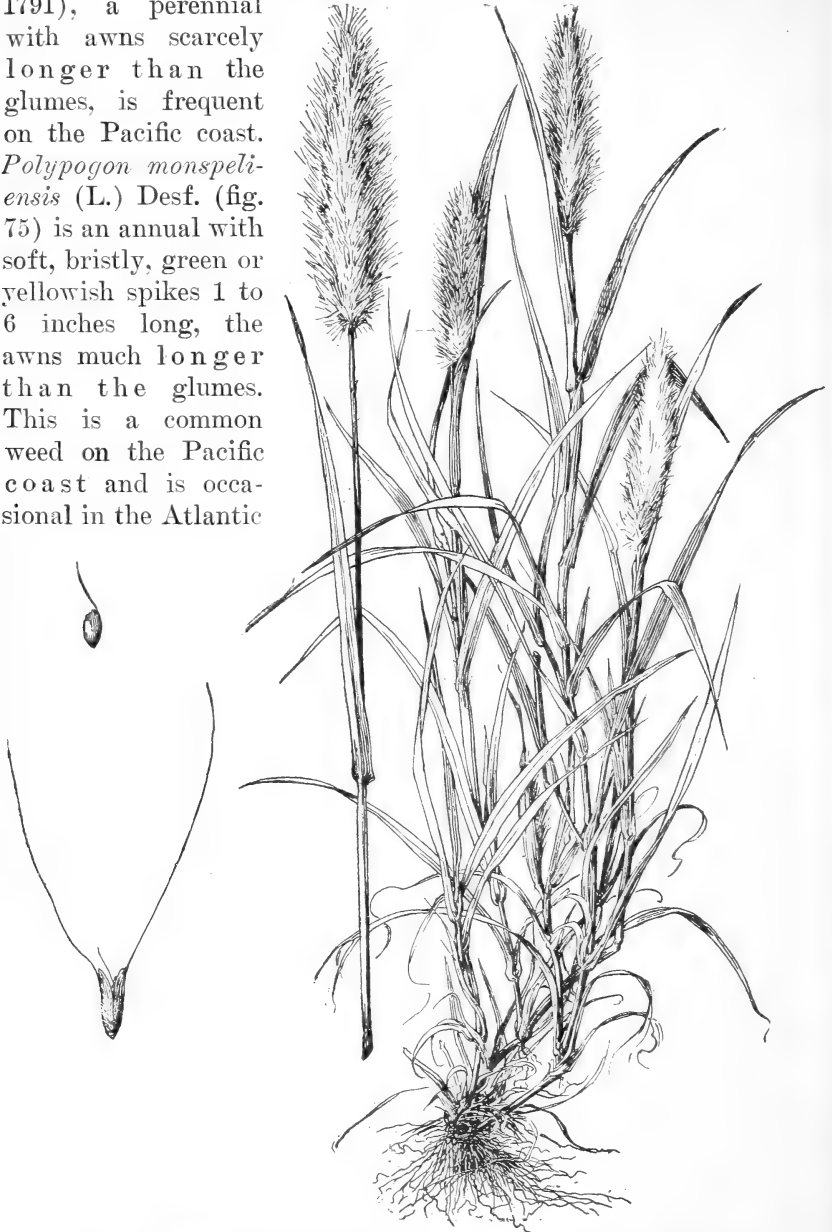 1791), a perennial
with awns scarcely
longer than the
glumes, is frequent
on the Pacific coast.
Polypogon monspeli-
ensis (L.) Desf. (fig.
75) is an annual with
soft, bristly, green or
yellowish spikes 1 to
6 inches long, the
awns much longer
than the glumes.
This is a common
weed on the Pacific
coast and is occa-
sional in the Atlantic